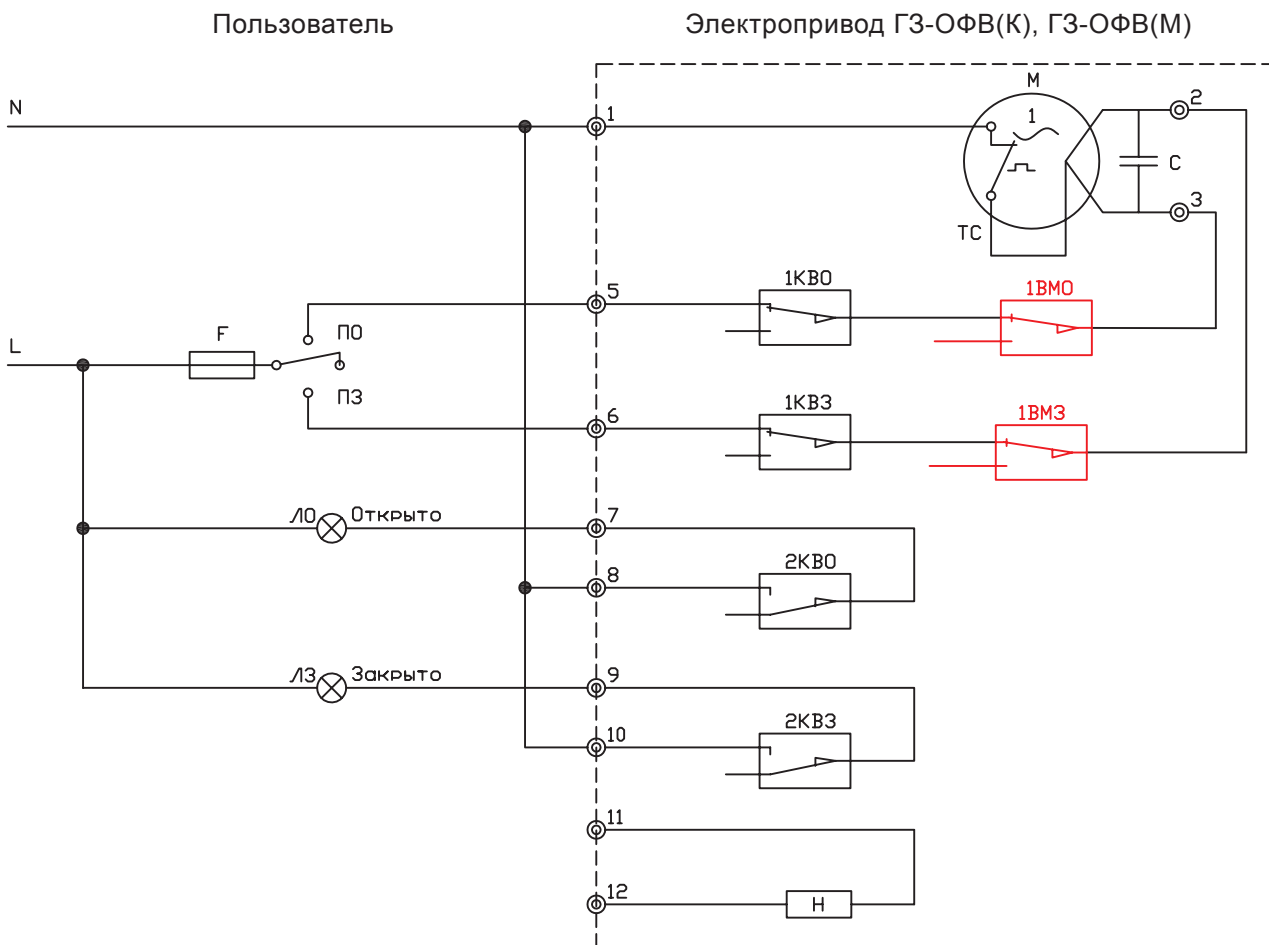 Пользователь
Электропривод ГЗ-ОФВ(К), ГЗ-ОФВ(М)
N
1
М
1
2
С
3
ТС
5
1КВО
1ВМО
F
ПО
L
ПЗ
6
1КВЗ
1ВМЗ
ЛО Открыто
7
8
2КВО
ЛЗ Закрыто
9
10
2КВЗ
11
12
Н